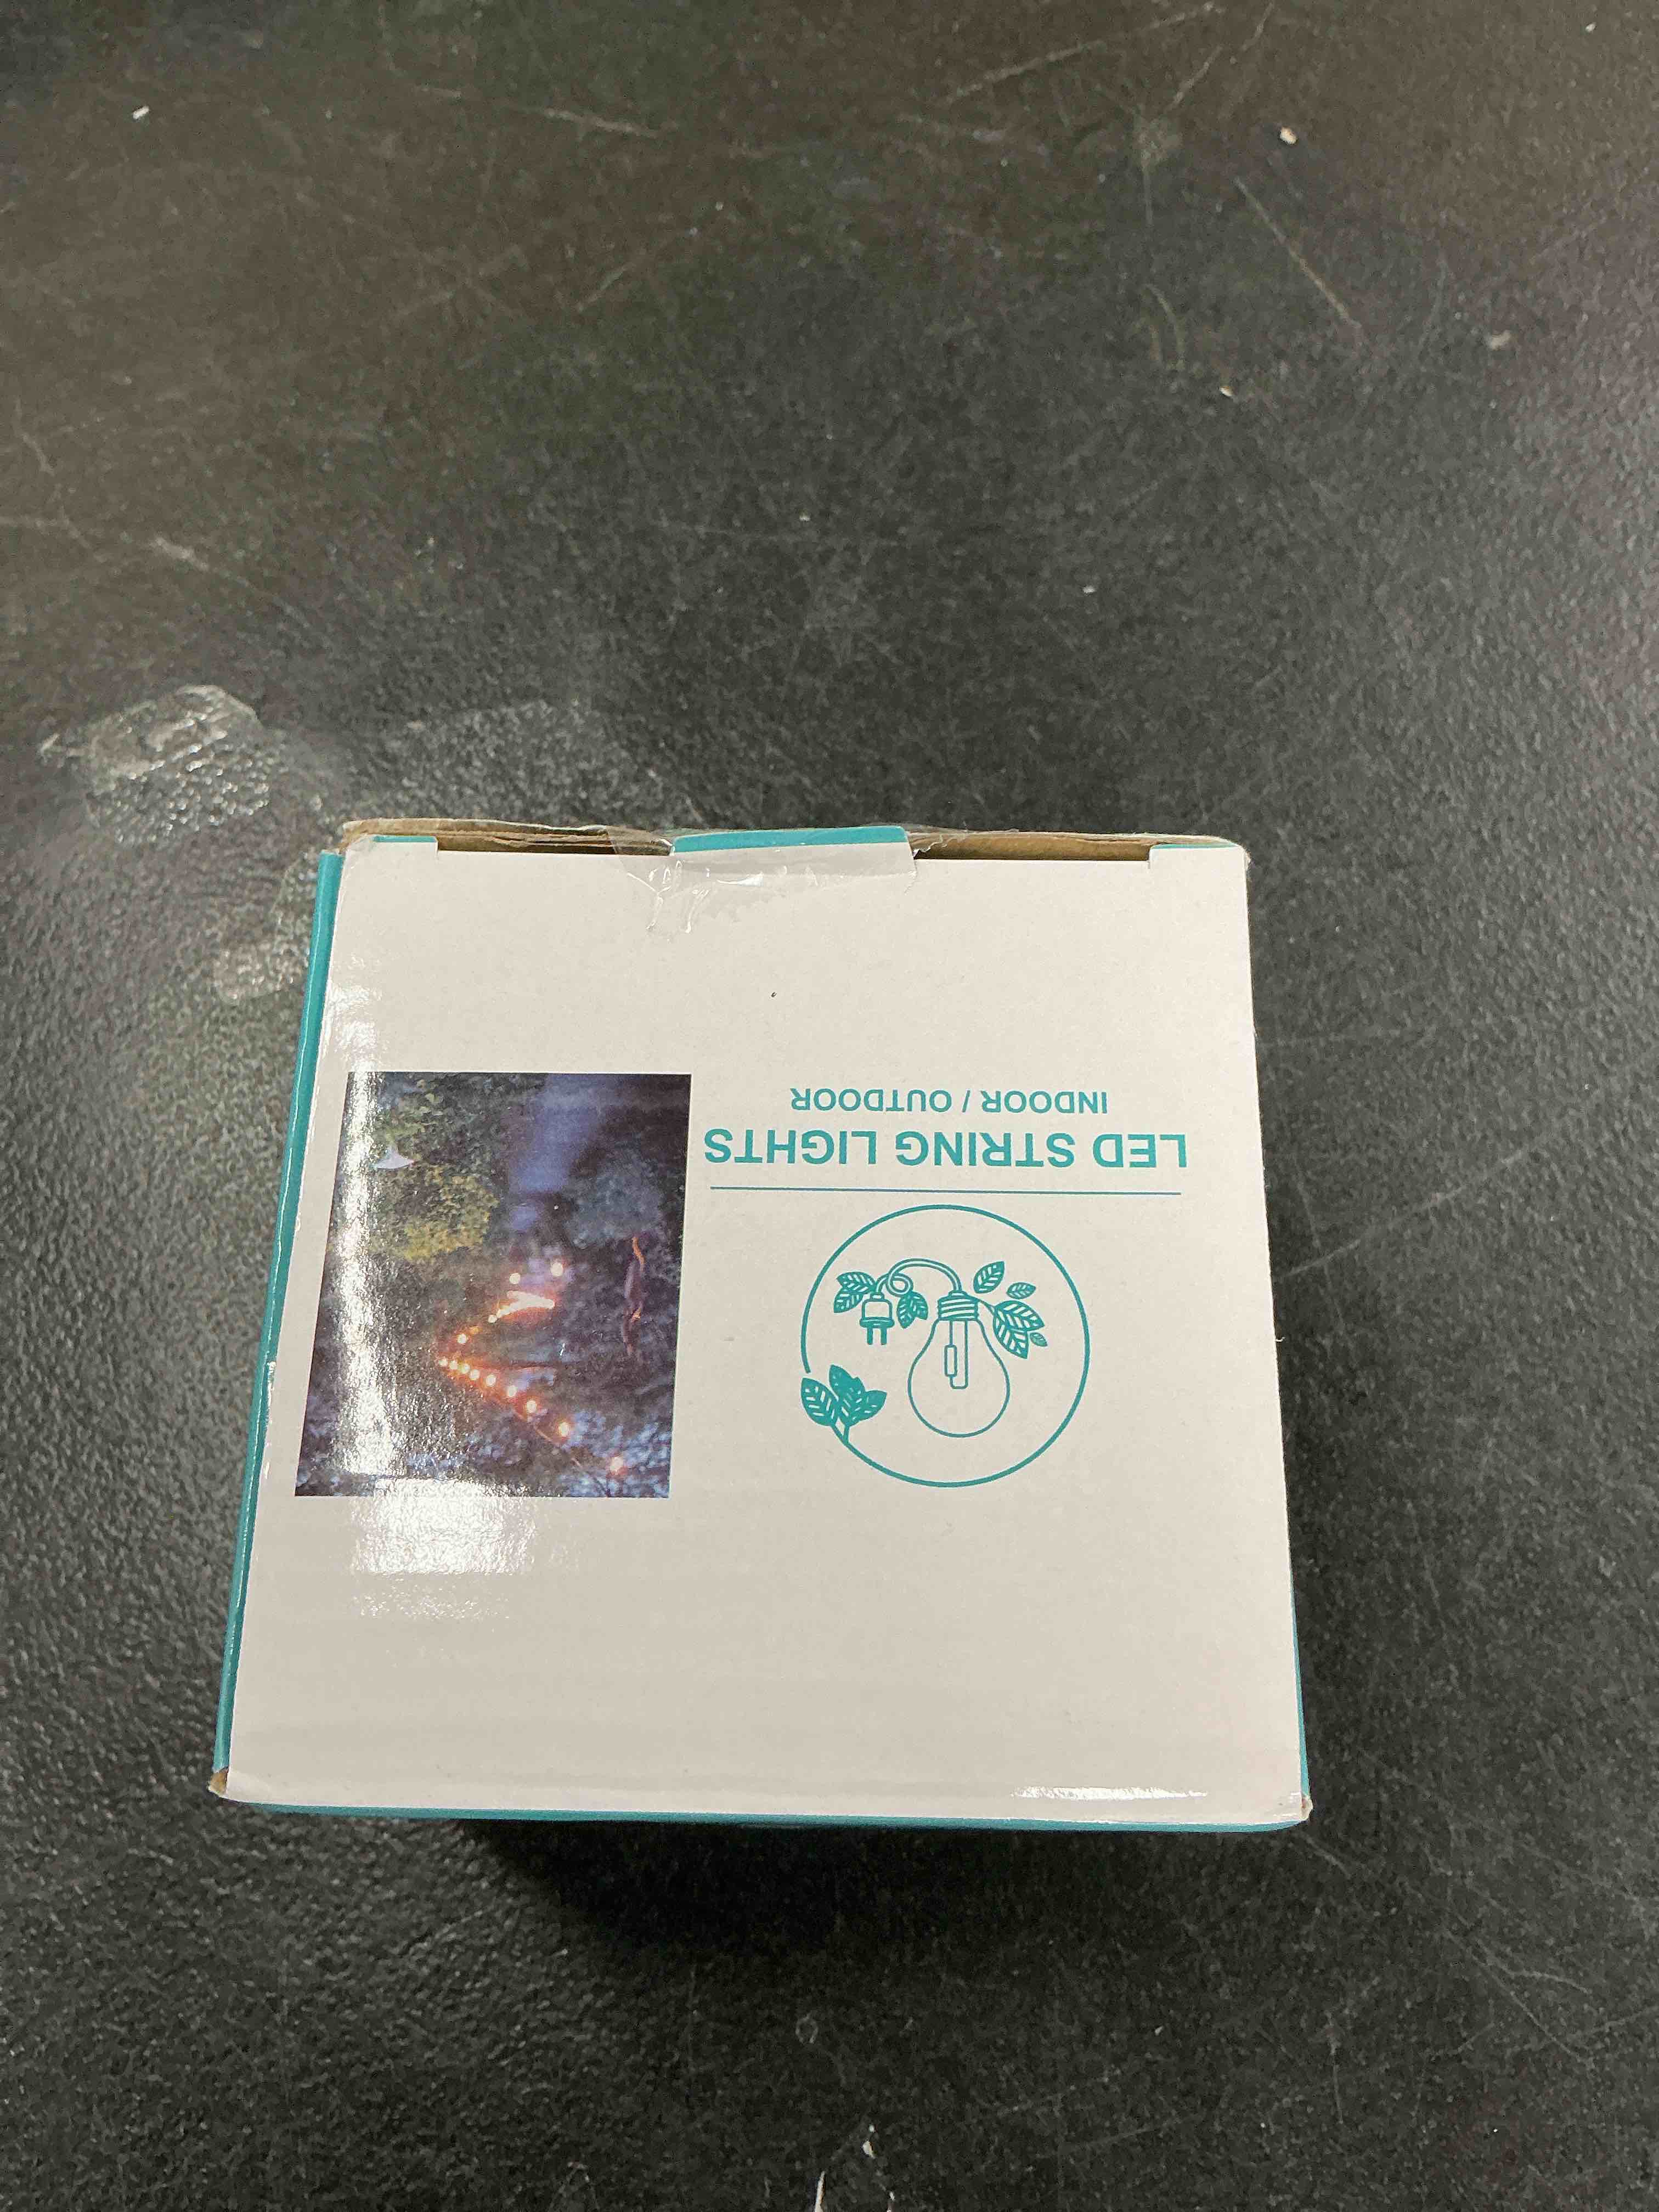 LED STRING LIGHTS
INDOOR / OUTDOOR